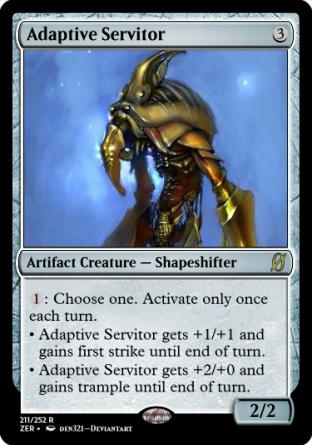 Adaptive Servitor 3
Artifact Creature — Shapeshifter
1: Choose one. Activate only once
each turn.
• Adaptive Servitor gets +1/+1 and
gains first strike until end of turn.
• Adaptive Servitor gets +2/+0 and
gains trample until end of turn.
2/2
211/252 R
ZER • DEN321—DEVIANTART